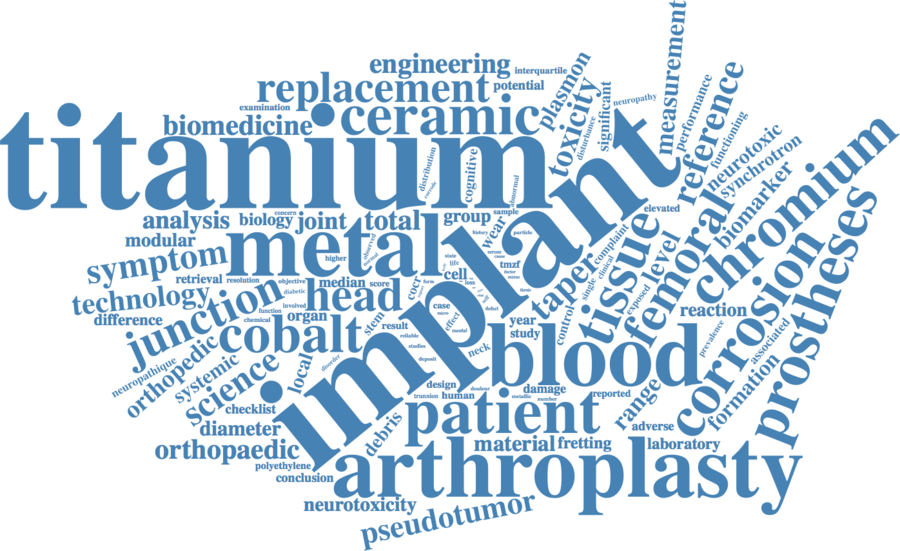 engineering
interquartile
replacement
potential
plasmon
measurement
examination
biomedicine
ceramic
toxicity
significant
neuropathy
performance
titanium
disturbance
reference
functioning
neurotoxic
synchrotron
distribution
cognitive
abnormal
implant
chromium
biomarker
analysis
biology
concern
joint
total
group
sample
elevated
modular
metal
history
particle
wear
complaint
tissue
femoral
prostheses
symptom
higher
observed
state
life
cell
tmzf
factor
clinical
single
level
corrosion
retrieval
resolution
objective
median
score
technology
junction
diabetic
head
cocr
form
taper
exposed
function
involved
difference
chemical
organ
stem
case
micro
effect
year
study
control
reaction
cobalt
result
reliable
studies
modal
neck
blood
prevalence
associated
orthopedic
neuropathique
systemic
science
local
disorder
deposit
design
human
trunnion
douleur
damage
metallic
number
reported
range
formation
checklist
diameter
debris
patient
adverse
orthopaedic
material
fretting
laboratory
polyethylene
conclusion
arthroplasty
neurotoxicity
pseudotumor